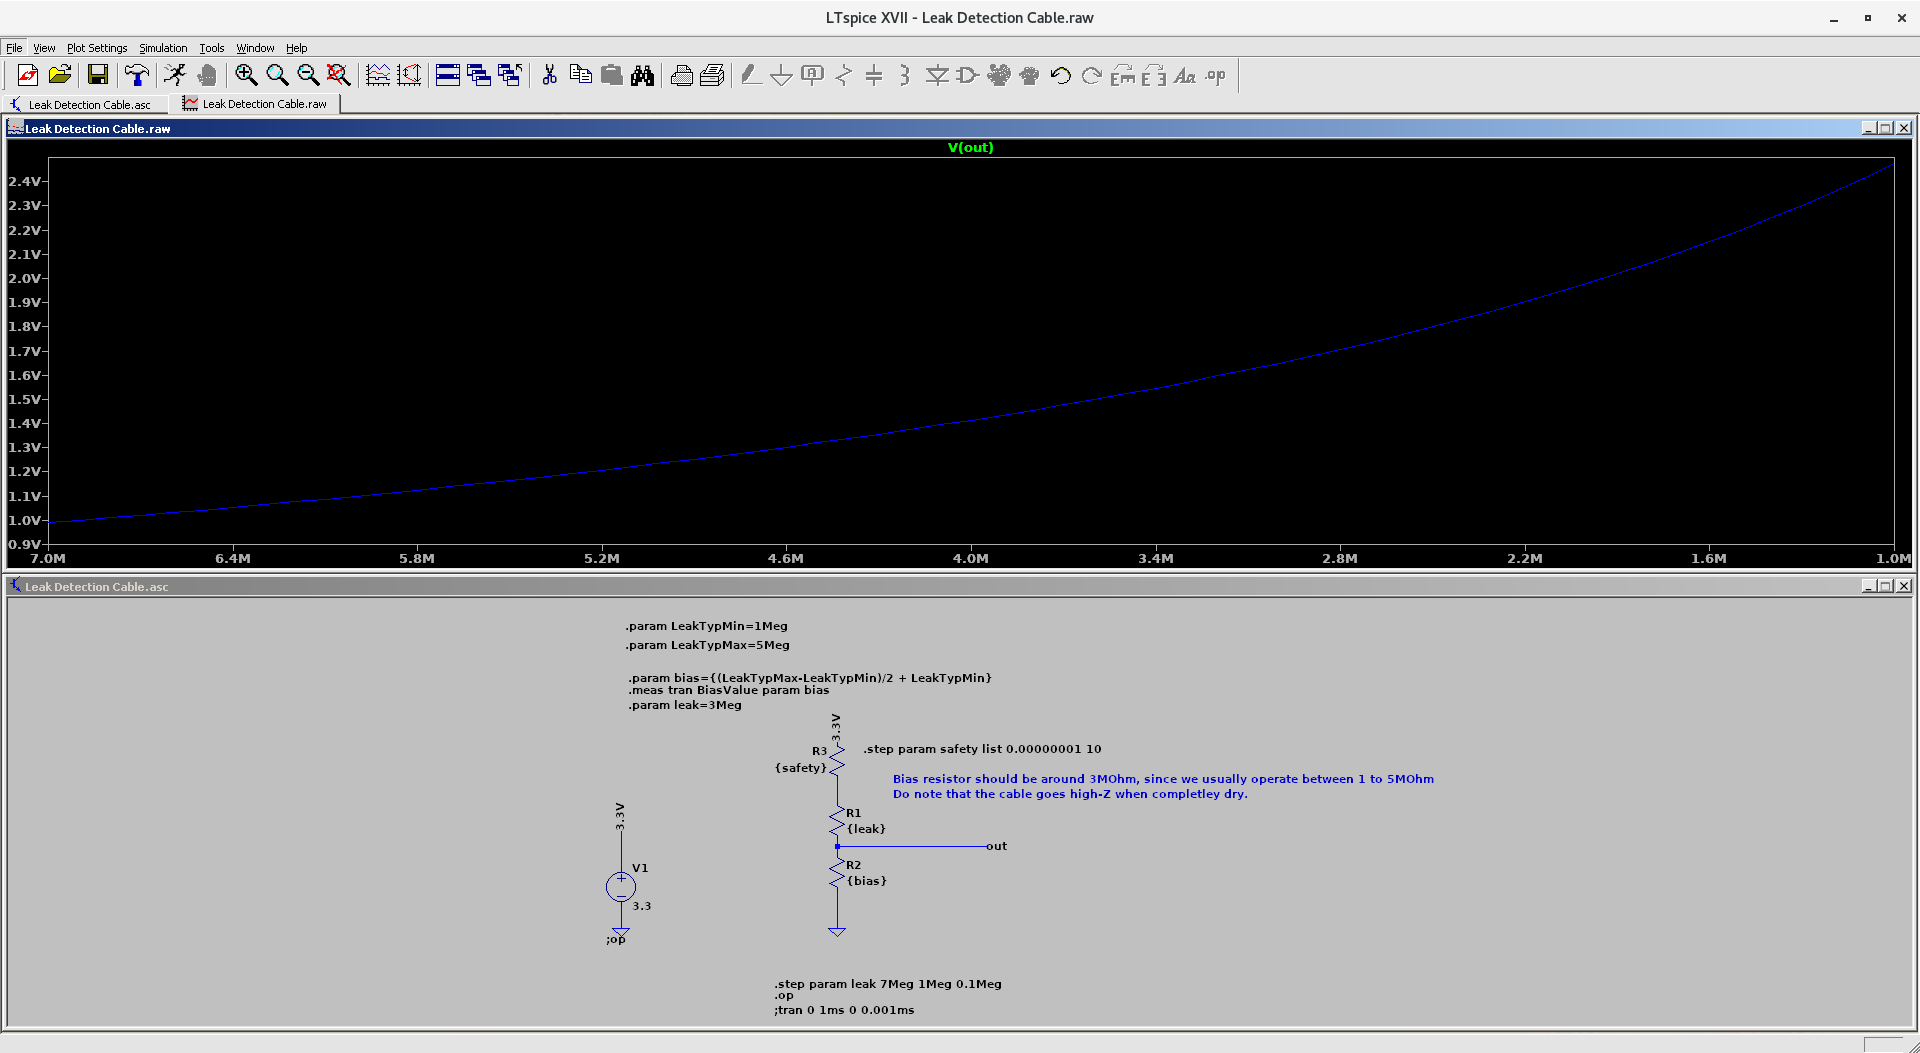 LTspice XVII - Leak Detection Cable.raw
File View Plot Settings Simulation Tools Window Help
Leak Detection Cable.asc Leak Detection Cable.raw
Leak Detection Cable.raw
V(out)
2.4V
2.3V
2.2V
2.1V
2.0V
1.9V
1.8V
1.7V
1.6V
1.5V
1.4V
1.3V
1.2V
1.1V
1.0V
0.9V
7.0M 6.4M 5.8M 5.2M 4.6M 4.0M 3.4M 2.8M 2.2M 1.6M 1.0M
Leak Detection Cable.asc
.param LeakTypMin=1Meg
.param LeakTypMax=5Meg
.param bias={(LeakTypMax-LeakTypMin)/2 + LeakTypMin}
.meas tran BiasValue param bias
.param leak=3Meg
3.3V
R3
{safety}
.step param safety list 0.00000001 10
Bias resistor should be around 3MOhm, since we usually operate between 1 to 5MOhm
Do note that the cable goes high-Z when completley dry.
3.3V
R1
{leak}
out
R2
{bias}
V1
3.3
;op
.step param leak 7Meg 1Meg 0.1Meg
.op
;tran 0 1ms 0 0.001ms